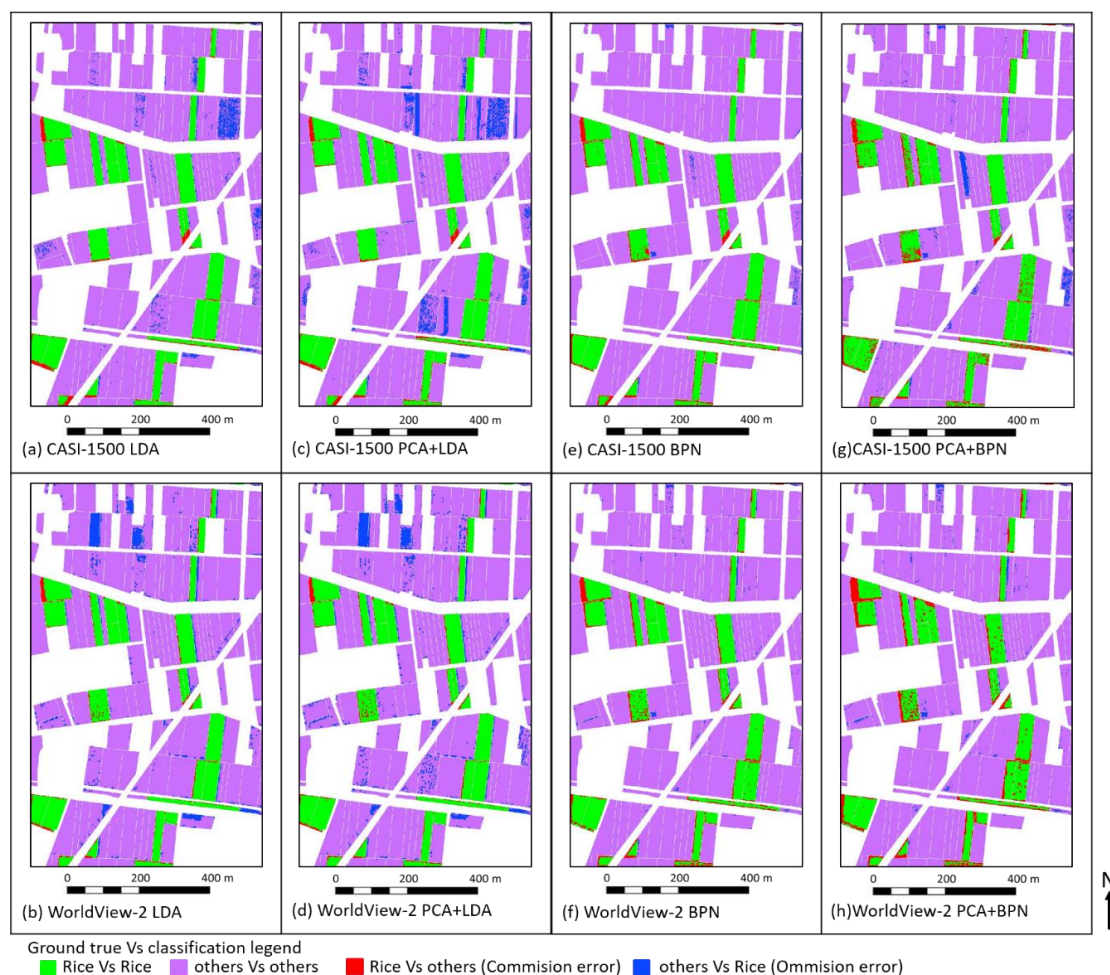 0 200 400 m
0 200 400 m
0 200 400 m
0 200 400 m
(a) CASI-1500 LDA
(c) CASI-1500 PCA+LDA
(e) CASI-1500 BPN
(g)CASI-1500 PCA+BPN
0 200 400 m
0 200 400 m
0 200 400 m
0 200 400 m
N
(b) WorldView-2 LDA
(d) WorldView-2 PCA+LDA
(f) WorldView-2 BPN
(h)WorldView-2 PCA+BPN
Ground true Vs classification legend
Rice Vs Rice others Vs others Rice Vs others (Commision error) others Vs Rice (Ommision error)